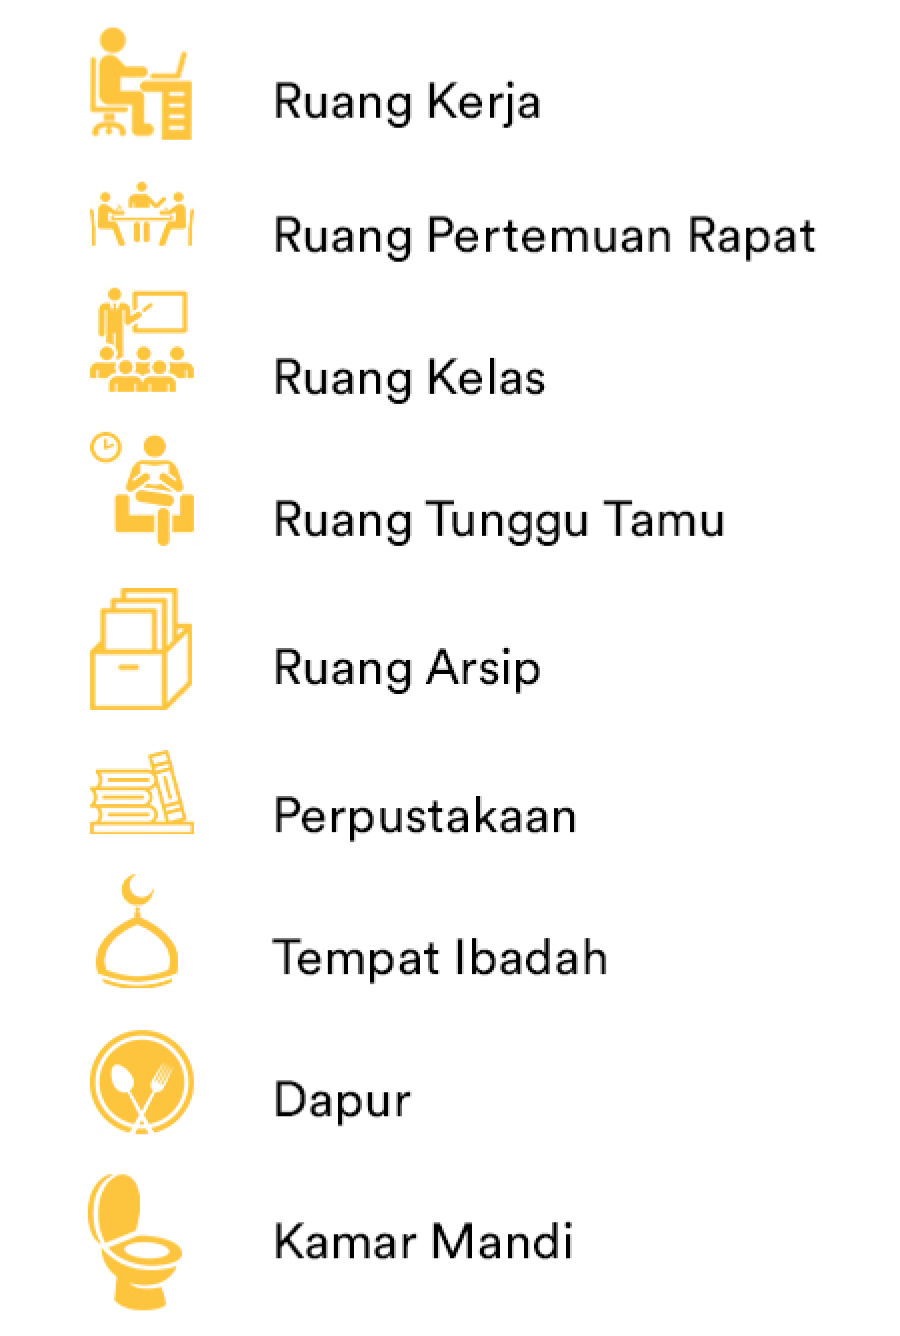 Ruang Kerja
Ruang Pertemuan Rapat
Ruang Kelas
Ruang Tunggu Tamu
Ruang Arsip
Perpustakaan
Tempat Ibadah
Dapur
Kamar Mandi